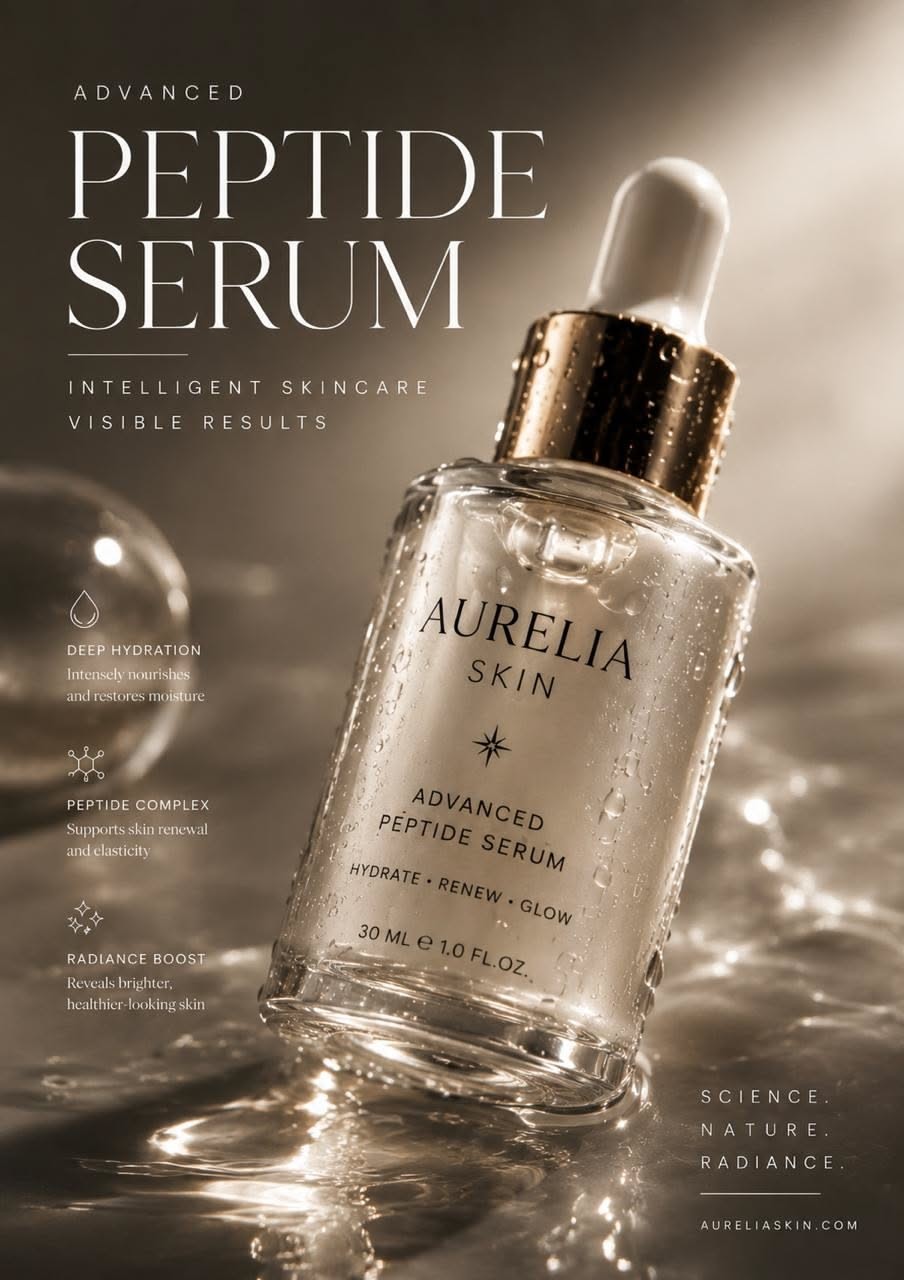 ADVANCED
PEPTIDE
SERUM
INTELLIGENT SKINCARE
VISIBLE RESULTS
DEEP HYDRATION
Intensely nourishes
and restores moisture
PEPTIDE COMPLEX
Supports skin renewal
and elasticity
RADIANCE BOOST
Reveals brighter,
healthier-looking skin
AURELIA
SKIN
ADVANCED
PEPTIDE SERUM
HYDRATE • RENEW • GLOW
30 ML ℮ 1.0 FL.OZ.
SCIENCE.
NATURE.
RADIANCE.
AURELIASKIN.COM